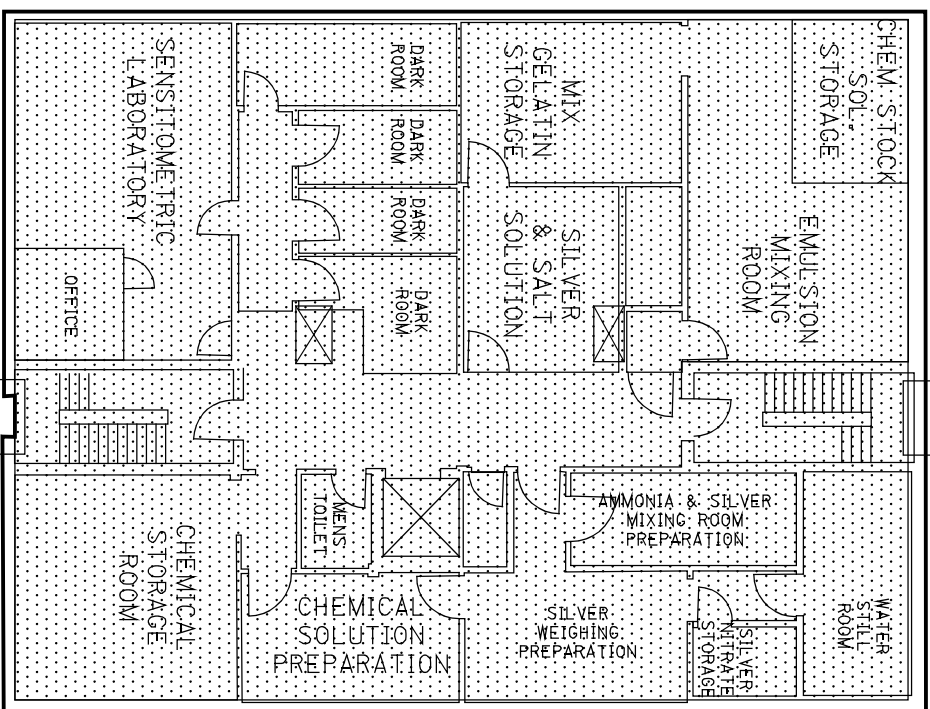 SENSITOMETRIC
LABORATORY
DARK
ROOM
DARK
ROOM
DARK
ROOM
DARK
ROOM
MIX
GELATIN
STORAGE
CHEM STOCK
SOL.
STORAGE
SILVER
& SALT
SOLUTION
EMULSION
MIXING
ROOM
OFFICE
CHEMICAL
STORAGE
ROOM
MENS
TOILET
CHEMICAL
SOLUTION
PREPARATION
AMMONIA & SILVER
MIXING ROOM
PREPARATION
SILVER
WEIGHING
PREPARATION
SILVER
NITRATE
STORAGE
WATER
STILL
ROOM